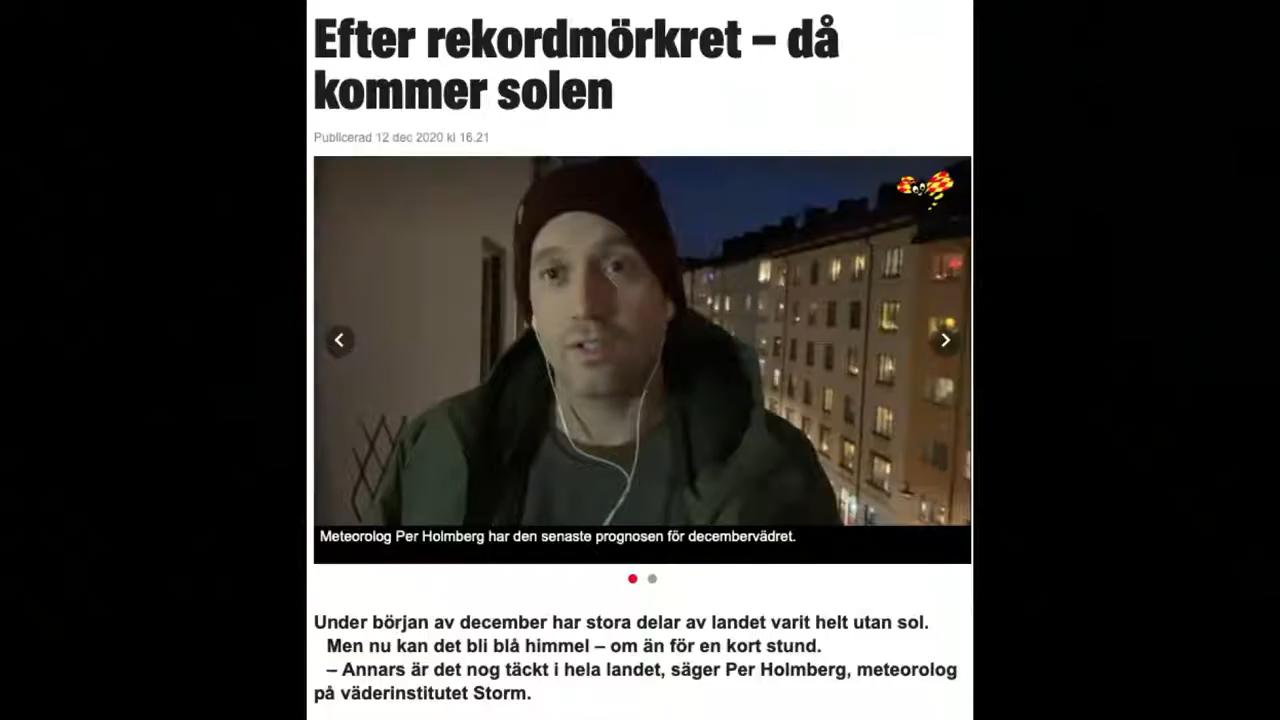 Efter rekordmörkret – då
kommer solen
Publicerad 12 dec 2020 kl 16.21
Meteorolog Per Holmberg har den senaste prognosen för decembervädret.
Under början av december har stora delar av landet varit helt utan sol.
Men nu kan det bli blå himmel – om än för en kort stund.
– Annars är det nog täckt i hela landet, säger Per Holmberg, meteorolog
på väderinstitutet Storm.